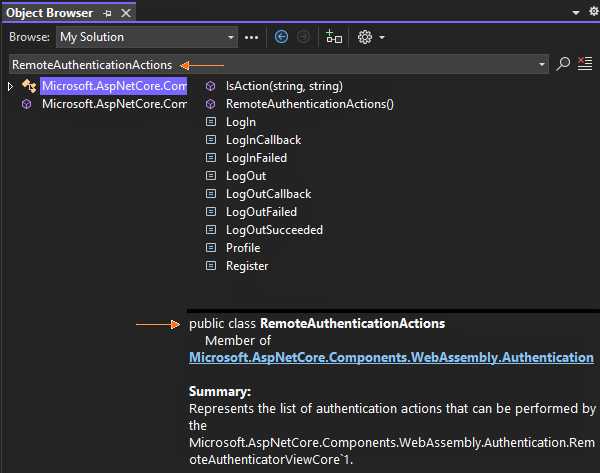 Object Browser
Browse: My Solution
RemoteAuthenticationActions
Microsoft.AspNetCore.Com
Microsoft.AspNetCore.Com
IsAction(string, string)
RemoteAuthenticationActions()
LogIn
LogInCallback
LogInFailed
LogOut
LogOutCallback
LogOutFailed
LogOutSucceeded
Profile
Register
public class RemoteAuthenticationActions
Member of
Microsoft.AspNetCore.Components.WebAssembly.Authentication
Summary:
Represents the list of authentication actions that can be performed by
the
Microsoft.AspNetCore.Components.WebAssembly.Authentication.Rem
oteAuthenticatorViewCore`1.